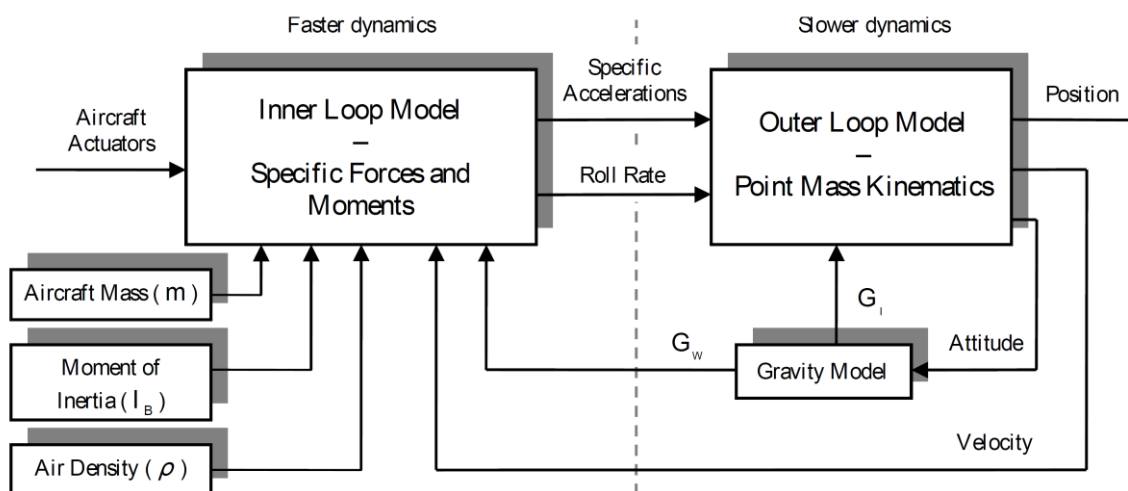 Faster dynamics
Slower dynamics
Aircraft
Actuators
Inner Loop Model
–
Specific Forces and
Moments
Specific
Accelerations
Roll Rate
Outer Loop Model
–
Point Mass Kinematics
Position
Aircraft Mass ( m )
Moment of
Inertia ( I B )
Air Density ( ρ )
G W
G I
Gravity Model
Attitude
Velocity